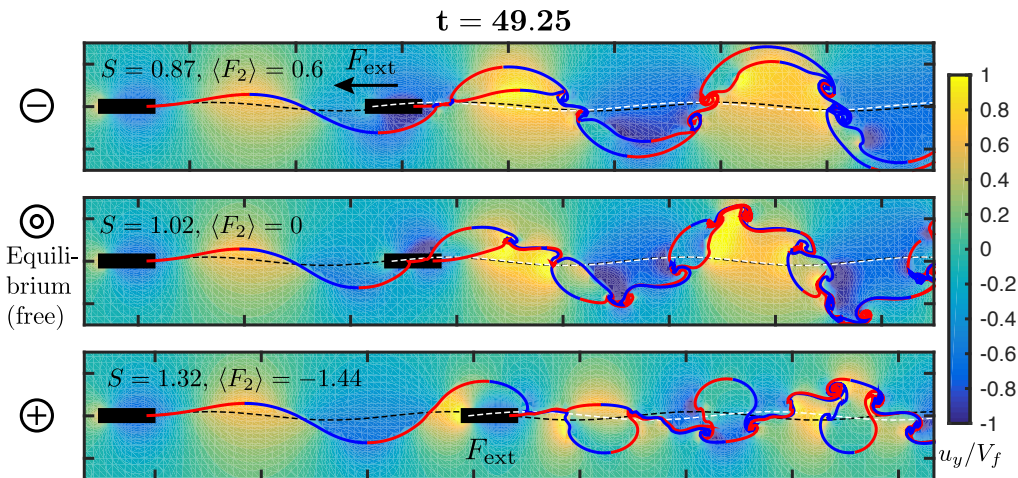 t = 49.25
⊖
S = 0.87, ⟨F₂⟩ = 0.6
F_ext
⊙
Equili-
brium
(free)
S = 1.02, ⟨F₂⟩ = 0
⊕
S = 1.32, ⟨F₂⟩ = −1.44
F_ext
1
0.8
0.6
0.4
0.2
0
-0.2
-0.4
-0.6
-0.8
-1
u_y/V_f